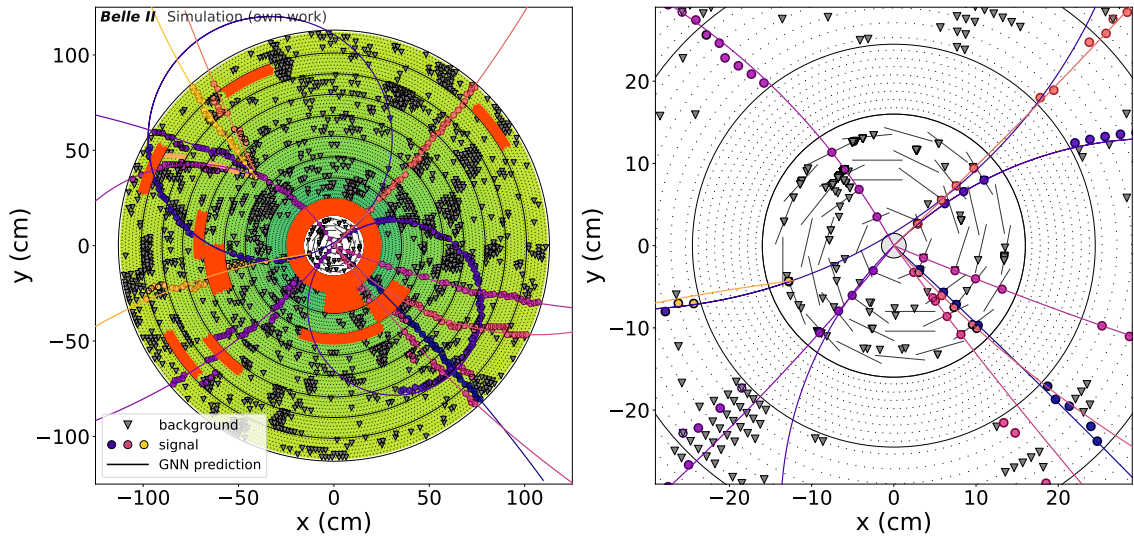 Belle II Simulation (own work)
y (cm)
100
50
0
−50
−100
background
signal
GNN prediction
−100 −50 0 50 100
x (cm)
y (cm)
20
10
0
−10
−20
−20 −10 0 10 20
x (cm)